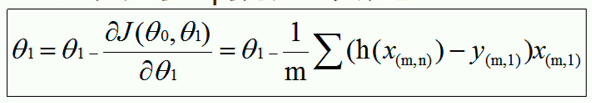 θ₁ = θ₁ - ∂J(θ₀, θ₁) / ∂θ₁ = θ₁ - 1/m ∑ (h(x₍ₘ,ₙ₎) − y₍ₘ,₁₎)x₍ₘ,₁₎